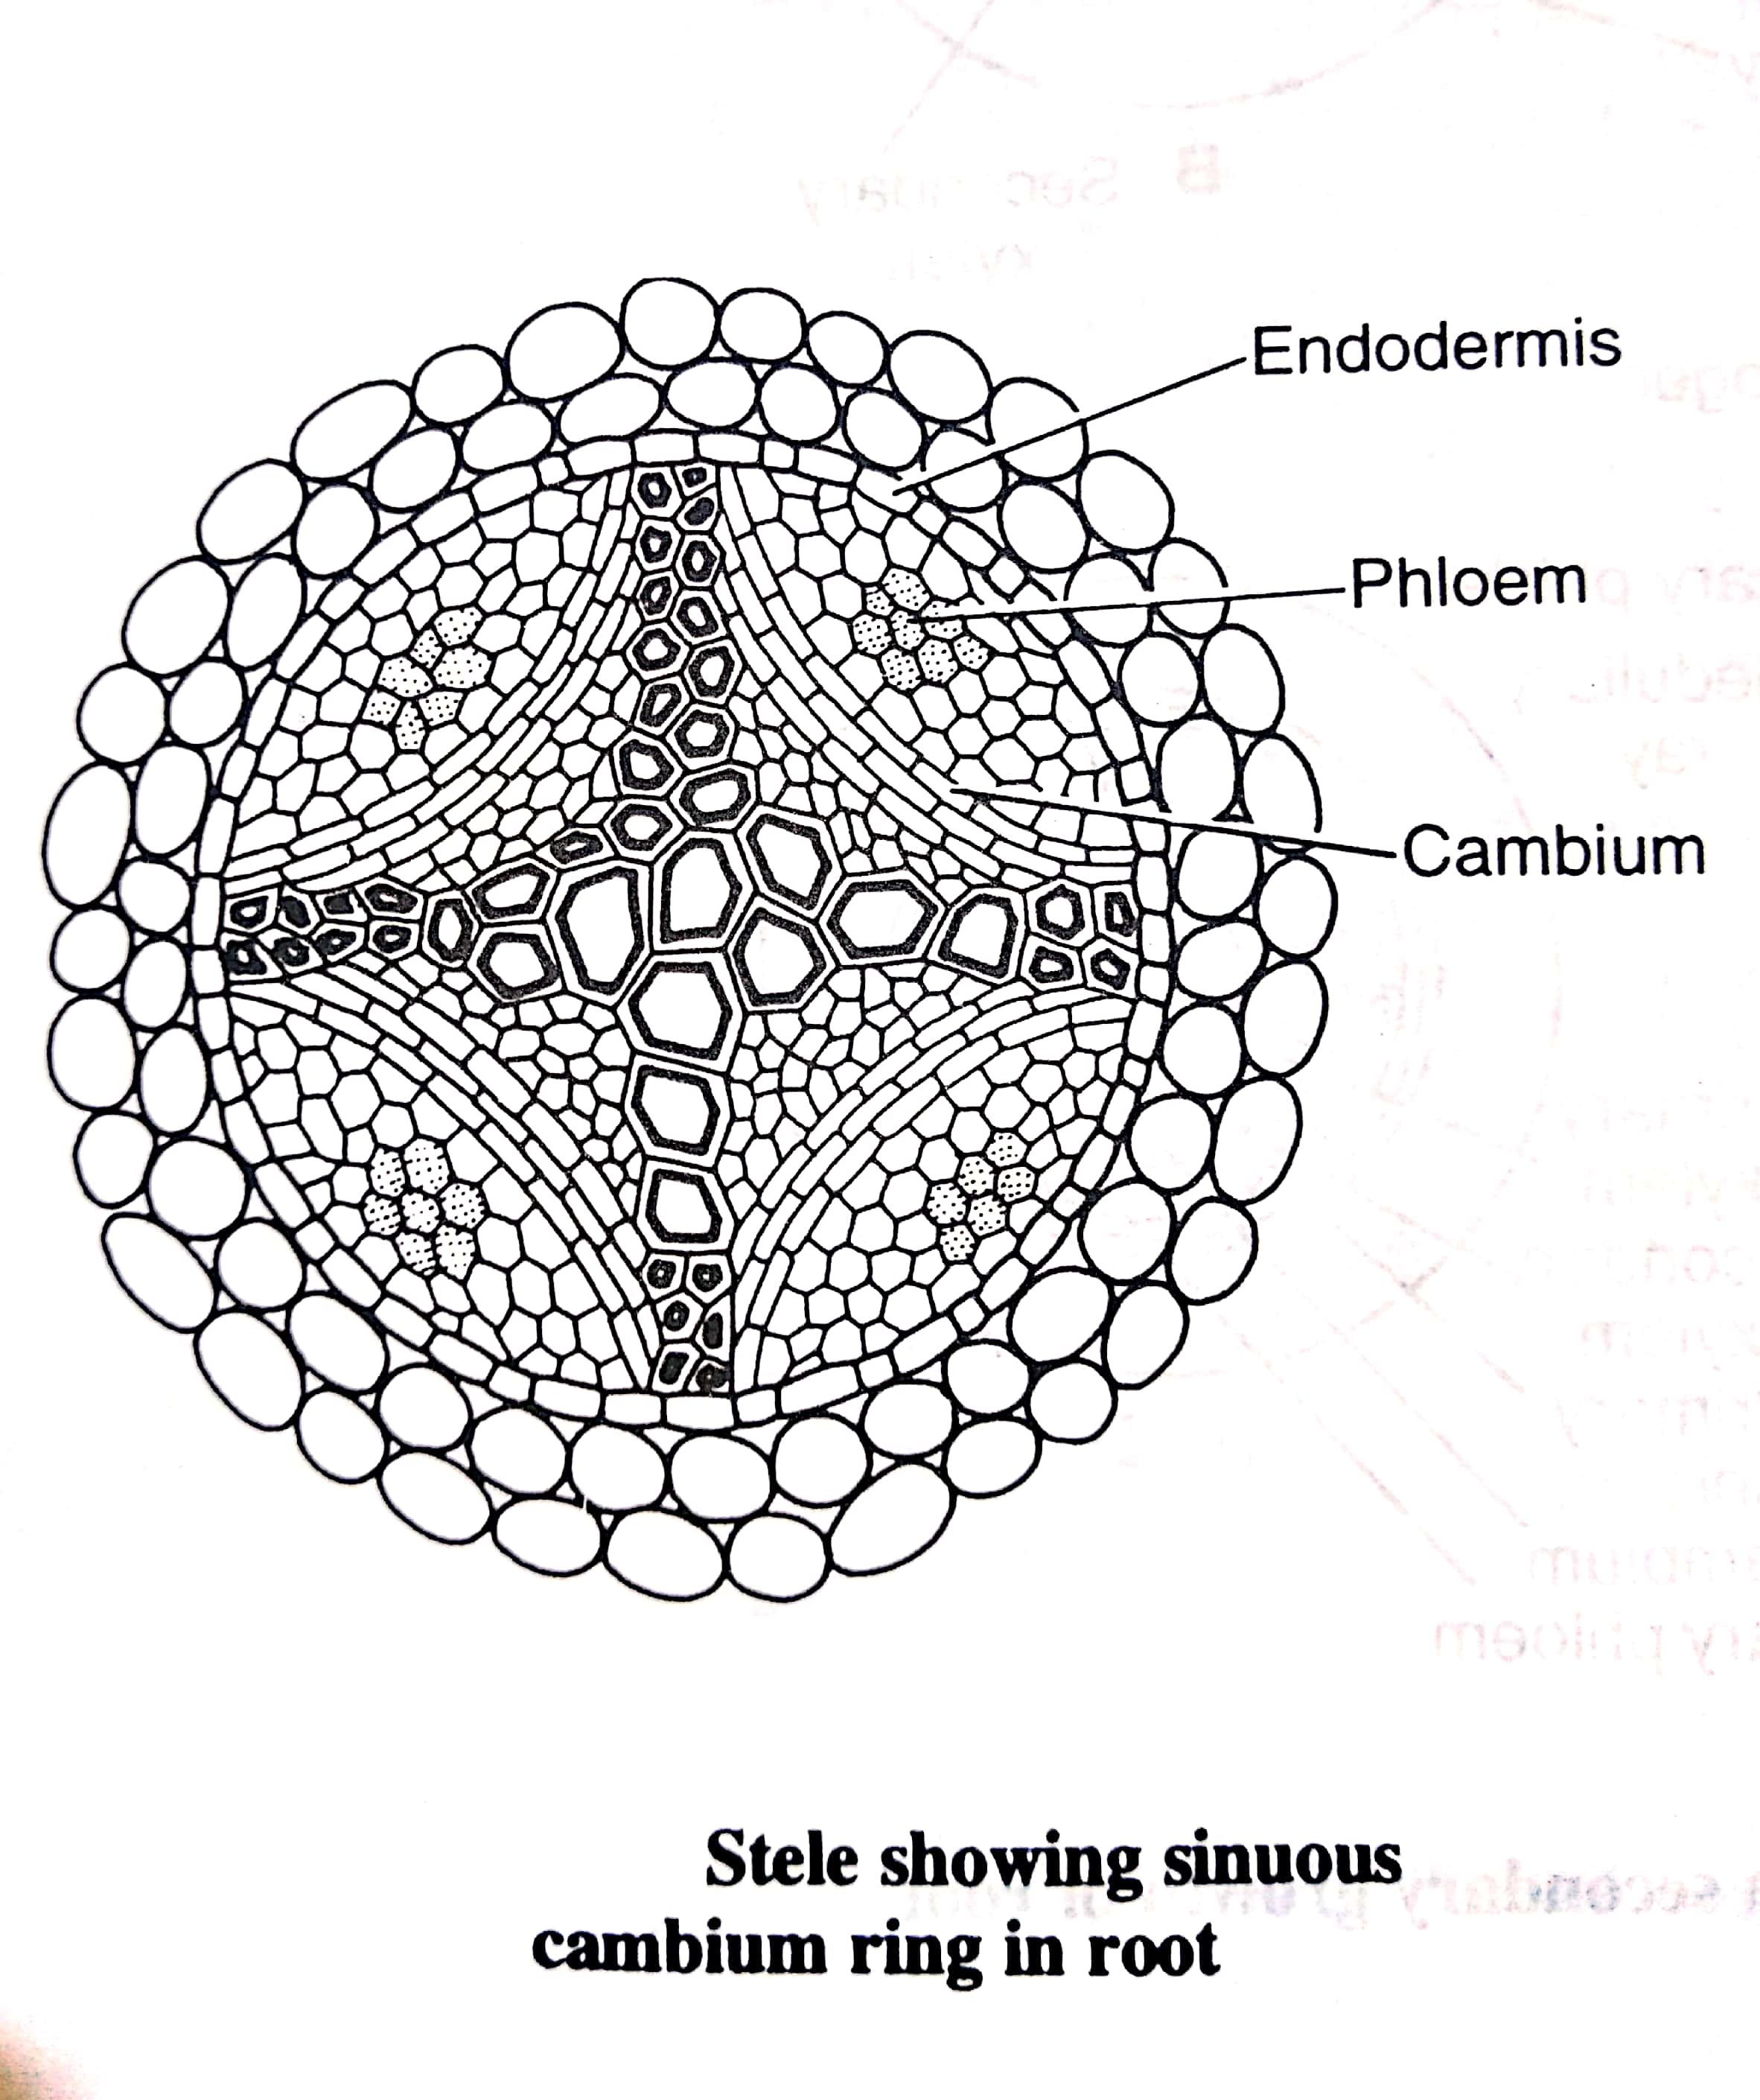 Endodermis
Phloem
Cambium
Stele showing sinuous
cambium ring in root